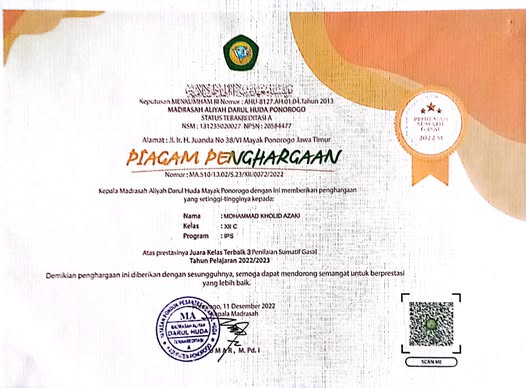 Keputusan MENKUMHAM RI Nomor : AHU-8127.AH.01.04.Tahun 2013
MADRASAH ALIYAH DARUL HUDA PONOROGO
STATUS TERAKREDITASI A
NSM : 131235020027 NPSN : 20584477
Alamat : Jl. Ir. H. Juanda No 38/VI Mayak Ponorogo Jawa Timur
PIAGAM PENGHARGAAN
Nomor : MA.510/13.02/S.23/XII/0072/2022
Kepala Madrasah Aliyah Darul Huda Mayak Ponorogo dengan ini memberikan penghargaan
yang setinggi-tingginya kepada:
Nama : MOHAMMAD KHOLID AZAKI
Kelas : XII C
Program : IPS
Atas prestasinya Juara Kelas Terbaik 3 Penilaian Sumatif Gasal
Tahun Pelajaran 2022/2023
Demikian penghargaan ini diberikan dengan sesungguhnya, semoga dapat mendorong semangat untuk berprestasi
yang lebih baik.
11 Desember 2022
Madrasah
UMAR, M. Pd. I
MA
MADRASAH ALIYAH
DARUL HUDA
TERAKREDITASI
A
PENILAIAN
SUMATIF
GASAL
SCAN ME